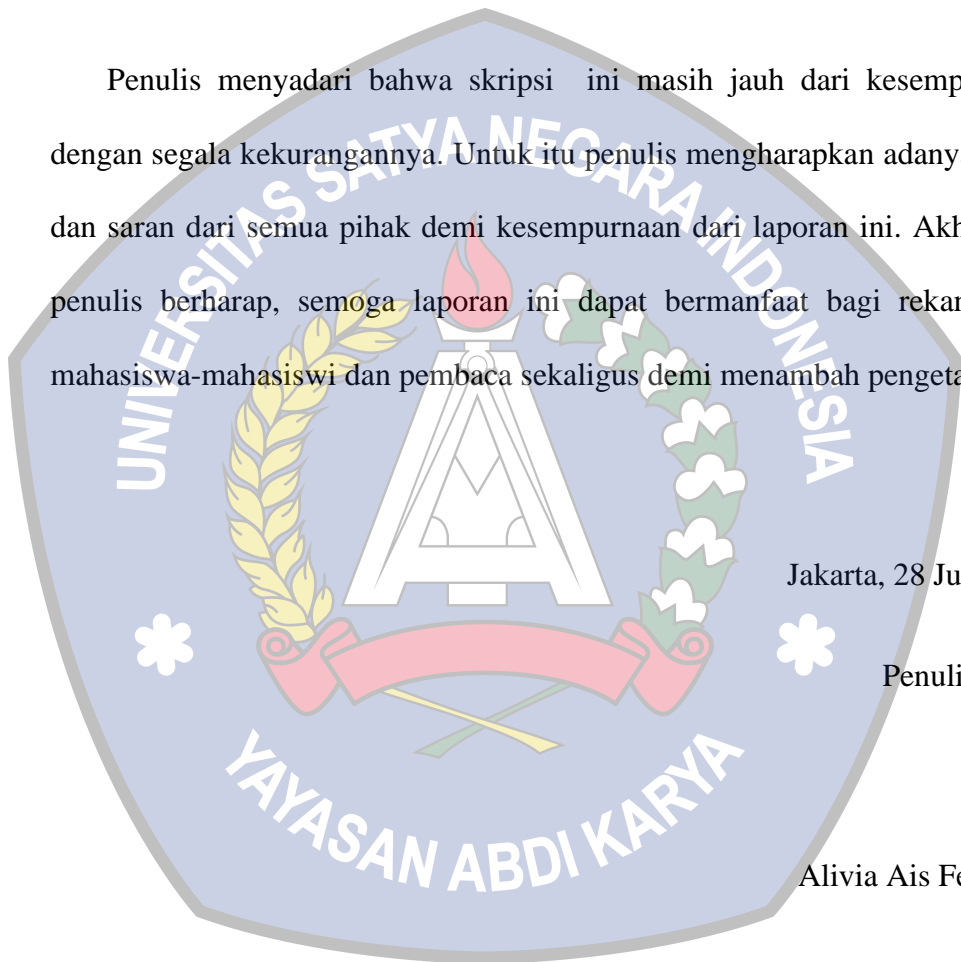 Penulis menyadari bahwa skripsi ini masih jauh dari kesemp
dengan segala kekurangannya. Untuk itu penulis mengharapkan adany
dan saran dari semua pihak demi kesempurnaan dari laporan ini. Akh
penulis berharap, semoga laporan ini dapat bermanfaat bagi rekan
mahasiswa-mahasiswi dan pembaca sekaligus demi menambah pengeta
Jakarta, 28 Ju
Penuli
Alivia Ais Fe
UNIVERSITAS SATYA NEGARA INDONESIA
YAYASAN ABDI KARYA